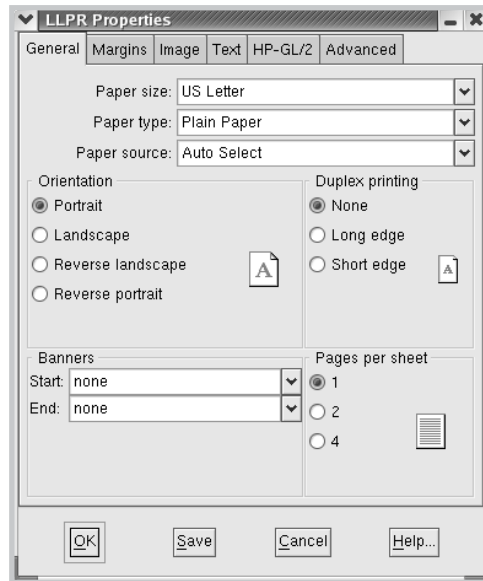 LLPR Properties
General Margins Image Text HP-GL/2 Advanced
Paper size: US Letter
Paper type: Plain Paper
Paper source: Auto Select
Orientation
Portrait
Landscape
Reverse landscape
Reverse portrait
A
Duplex printing
None
Long edge
Short edge
A
Banners
Start: none
End: none
Pages per sheet
1
2
4
OK Save Cancel Help...